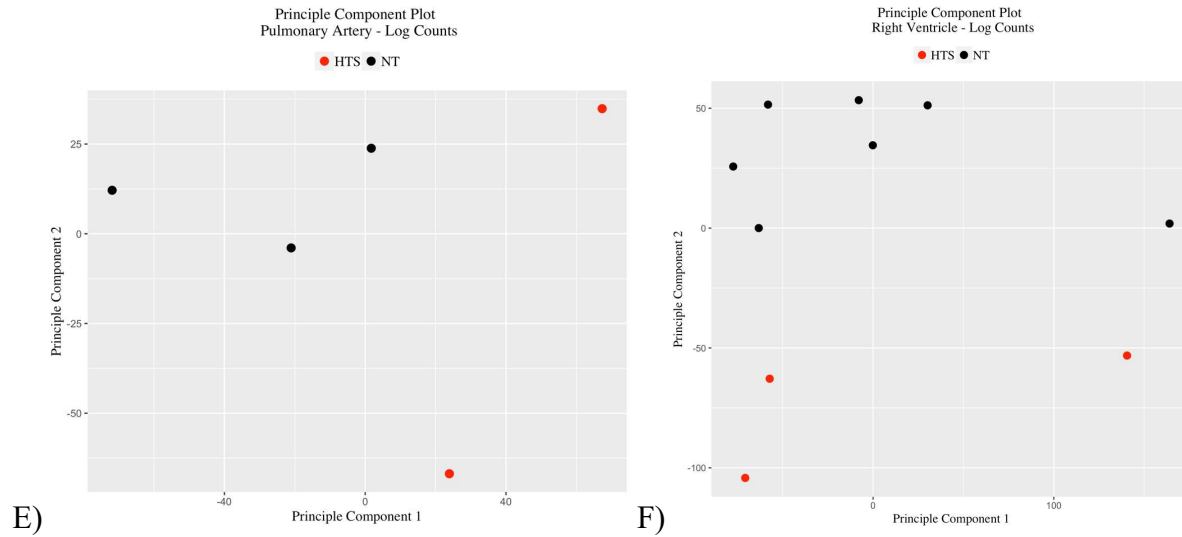 Principle Component Plot
Pulmonary Artery - Log Counts
HTS NT
25
0
-25
-50
Principle Component 2
-40 0 40
Principle Component 1
E)
Principle Component Plot
Right Ventricle - Log Counts
HTS NT
50
0
-50
-100
Principle Component 2
0 100
Principle Component 1
F)